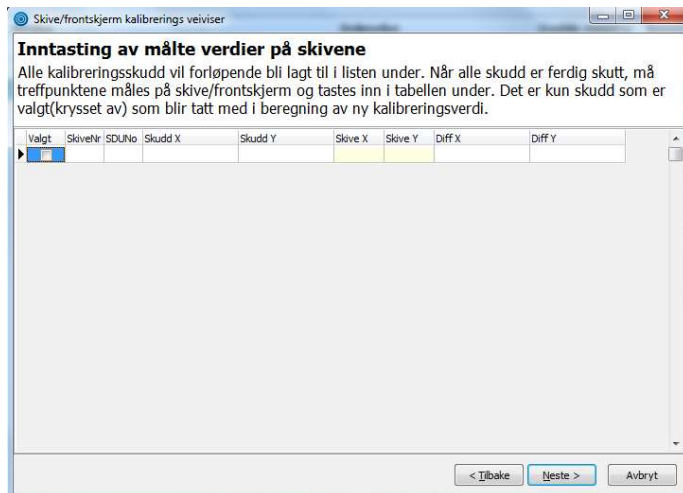 Skive/frontskjerm kalibrerings veiviser
Inntasting av målte verdier på skivene
Alle kalibreringsskudd vil forløpende bli lagt til i listen under. Når alle skudd er ferdig skutt, må
treffpunktene måles på skive/frontskjerm og tastes inn i tabellen under. Det er kun skudd som er
valgt(krysset av) som blir tatt med i beregning av ny kalibreringsverdi.
Valgt SkiveNr SDUNo Skudd X Skudd Y Skive X Skive Y Diff X Diff Y
< Tilbake Neste > Avbryt